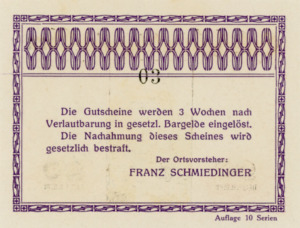 03
Die Gutscheine werden 3 Wochen nach
Verlautbarung in gesetzl. Bargelde eingelöst.
Die Nachahmung dieses Scheines wird
gesetzlich bestraft.
Der Ortsvorsteher:
FRANZ SCHMIEDINGER
Auflage 10 Serien